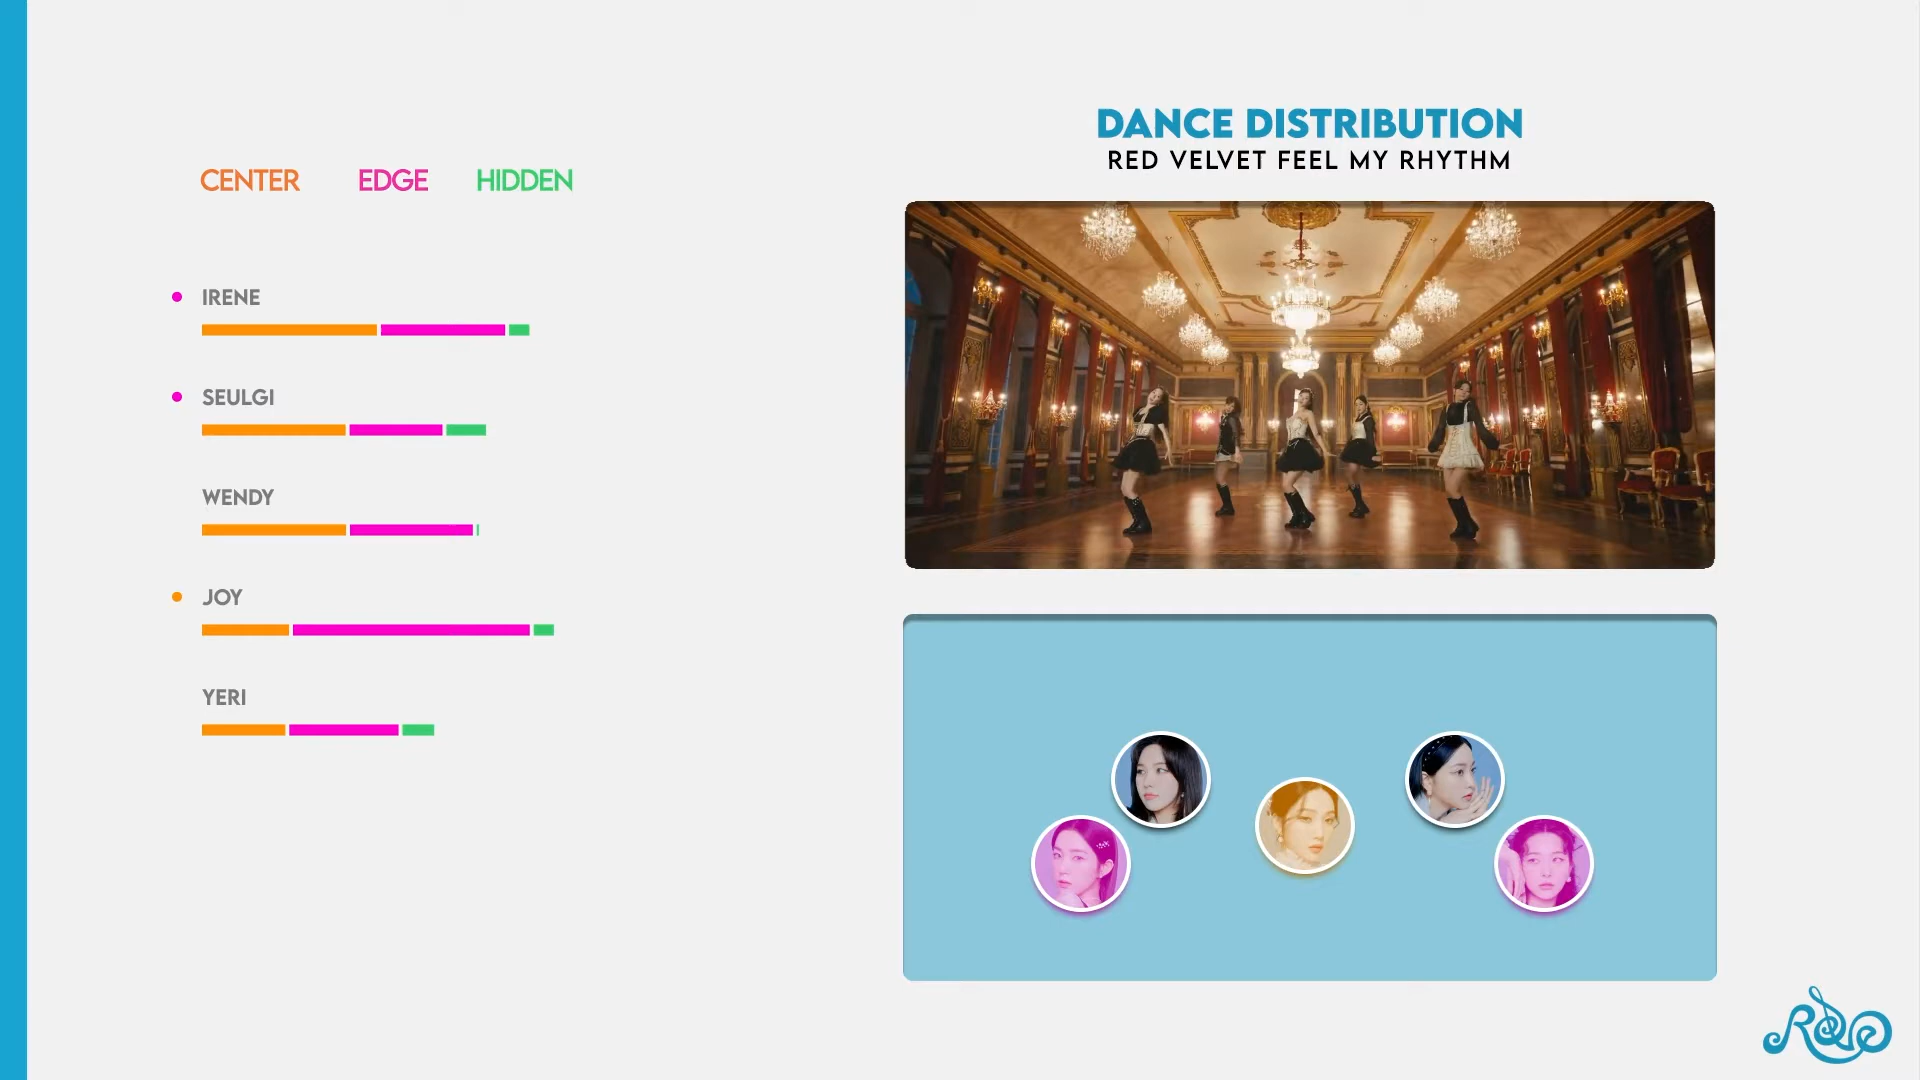 DANCE DISTRIBUTION
RED VELVET FEEL MY RHYTHM
CENTER EDGE HIDDEN
IRENE
SEULGI
WENDY
JOY
YERI